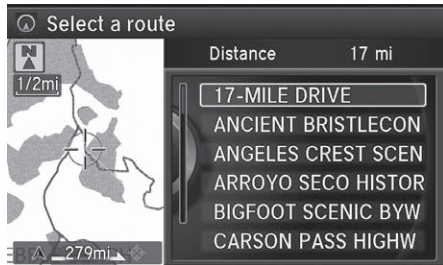 Select a route
N
1/2mi
Distance 17 mi
17-MILE DRIVE
ANCIENT BRISTLECON
ANGELES CREST SCEN
ARROYO SECO HISTOR
BIGFOOT SCENIC BYW
CARSON PASS HIGHW
279mi